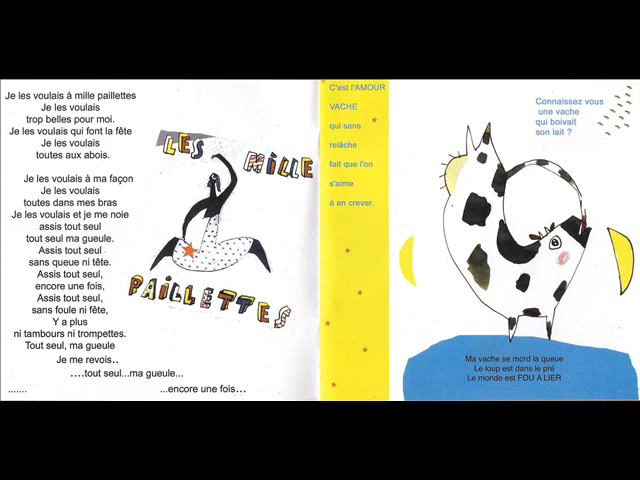 Je les voulais à mille paillettes
Je les voulais
trop belles pour moi.
Je les voulais qui font la fête
Je les voulais
toutes aux abois.
Je les voulais à ma façon
Je les voulais
toutes dans mes bras
Je les voulais et je me noie
assis tout seul
tout seul ma gueule.
Assis tout seul
sans queue ni tête.
Assis tout seul,
encore une fois,
Assis tout seul,
sans foule ni fête,
Y a plus
ni tambours ni trompettes.
Tout seul, ma gueule
Je me revois..
....tout seul...ma gueule...
....... ...encore une fois...
LES MILLE
PAILLETTES
C'est l'AMOUR
VACHE
qui sans
relâche
fait que l'on
s'aime
à en crever.
Connaissez vous
une vache
qui boivait
son lait ?
Ma vache se mord la queue
Le loup est dans le pré
Le monde est FOU A LIER